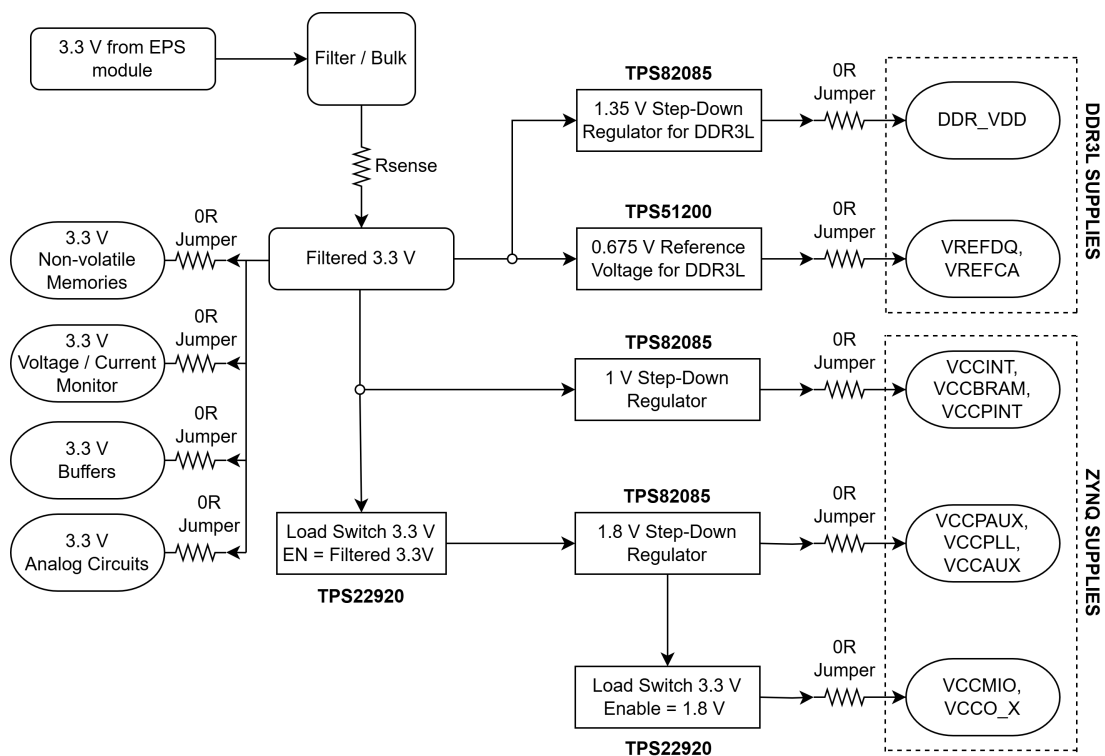 3.3 V from EPS
module
Filter / Bulk
Rsense
Filtered 3.3 V
0R
Jumper
3.3 V
Non-volatile
Memories
0R
Jumper
3.3 V
Voltage / Current
Monitor
0R
Jumper
3.3 V
Buffers
0R
Jumper
3.3 V
Analog Circuits
Load Switch 3.3 V
EN = Filtered 3.3V
TPS22920
TPS82085
1.35 V Step-Down
Regulator for DDR3L
0R
Jumper
DDR_VDD
TPS51200
0.675 V Reference
Voltage for DDR3L
0R
Jumper
VREFDQ,
VREFCA
DDR3L SUPPLIES
TPS82085
1 V Step-Down
Regulator
0R
Jumper
VCCINT,
VCCBRAM,
VCCPINT
TPS82085
1.8 V Step-Down
Regulator
0R
Jumper
VCCPAUX,
VCCPLL,
VCCAUX
Load Switch 3.3 V
Enable = 1.8 V
TPS22920
0R
Jumper
VCCMIO,
VCCO_X
ZYNQ SUPPLIES